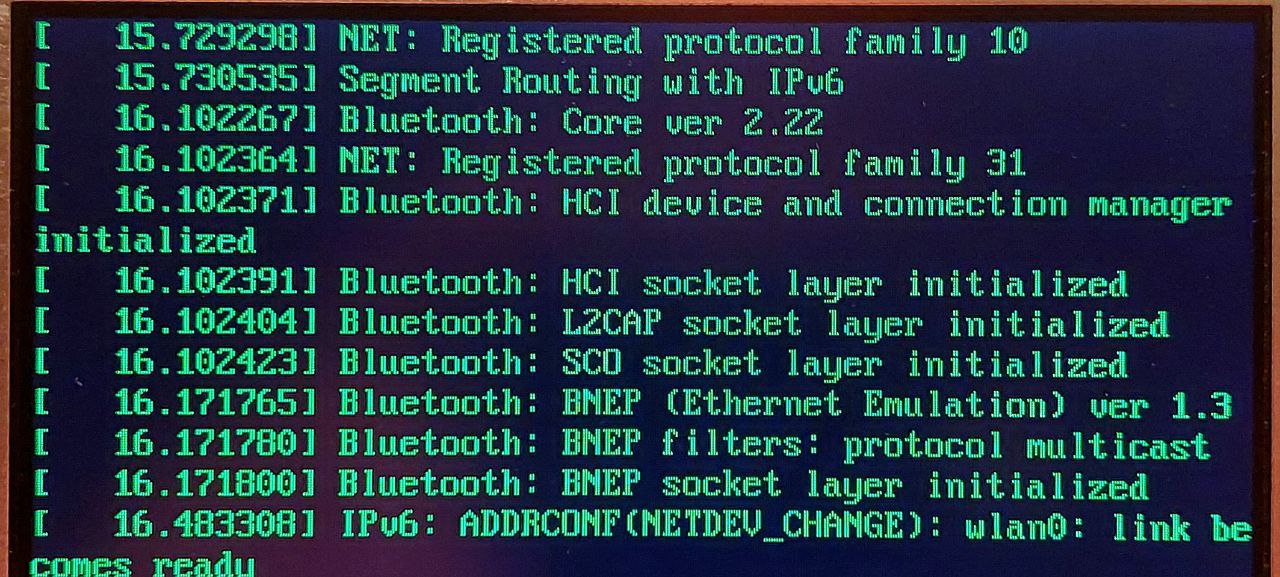 [   15.729298] NET: Registered protocol family 10
[   15.730535] Segment Routing with IPv6
[   16.102267] Bluetooth: Core ver 2.22
[   16.102364] NET: Registered protocol family 31
[   16.102371] Bluetooth: HCI device and connection manager
initialized
[   16.102391] Bluetooth: HCI socket layer initialized
[   16.102404] Bluetooth: L2CAP socket layer initialized
[   16.102423] Bluetooth: SCO socket layer initialized
[   16.171765] Bluetooth: BNEP (Ethernet Emulation) ver 1.3
[   16.171780] Bluetooth: BNEP filters: protocol multicast
[   16.171800] Bluetooth: BNEP socket layer initialized
[   16.483308] IPv6: ADDRCONF(NETDEV_CHANGE): wlan0: link be
comes ready